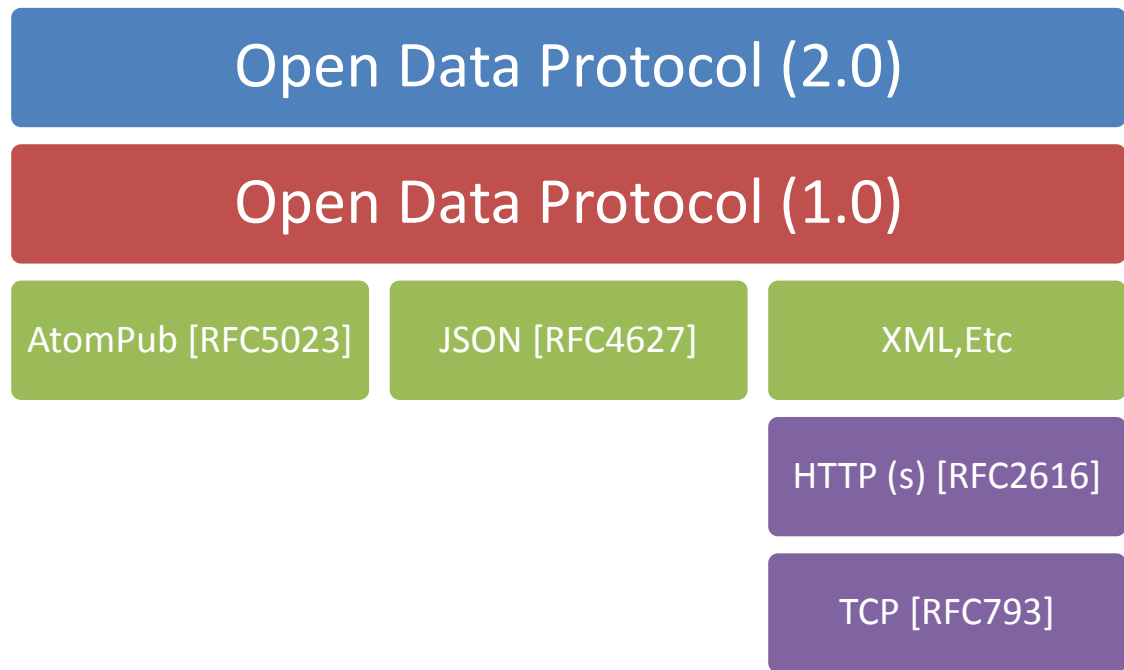 Open Data Protocol (2.0)
Open Data Protocol (1.0)
AtomPub [RFC5023]
JSON [RFC4627]
XML,Etc
HTTP (s) [RFC2616]
TCP [RFC793]